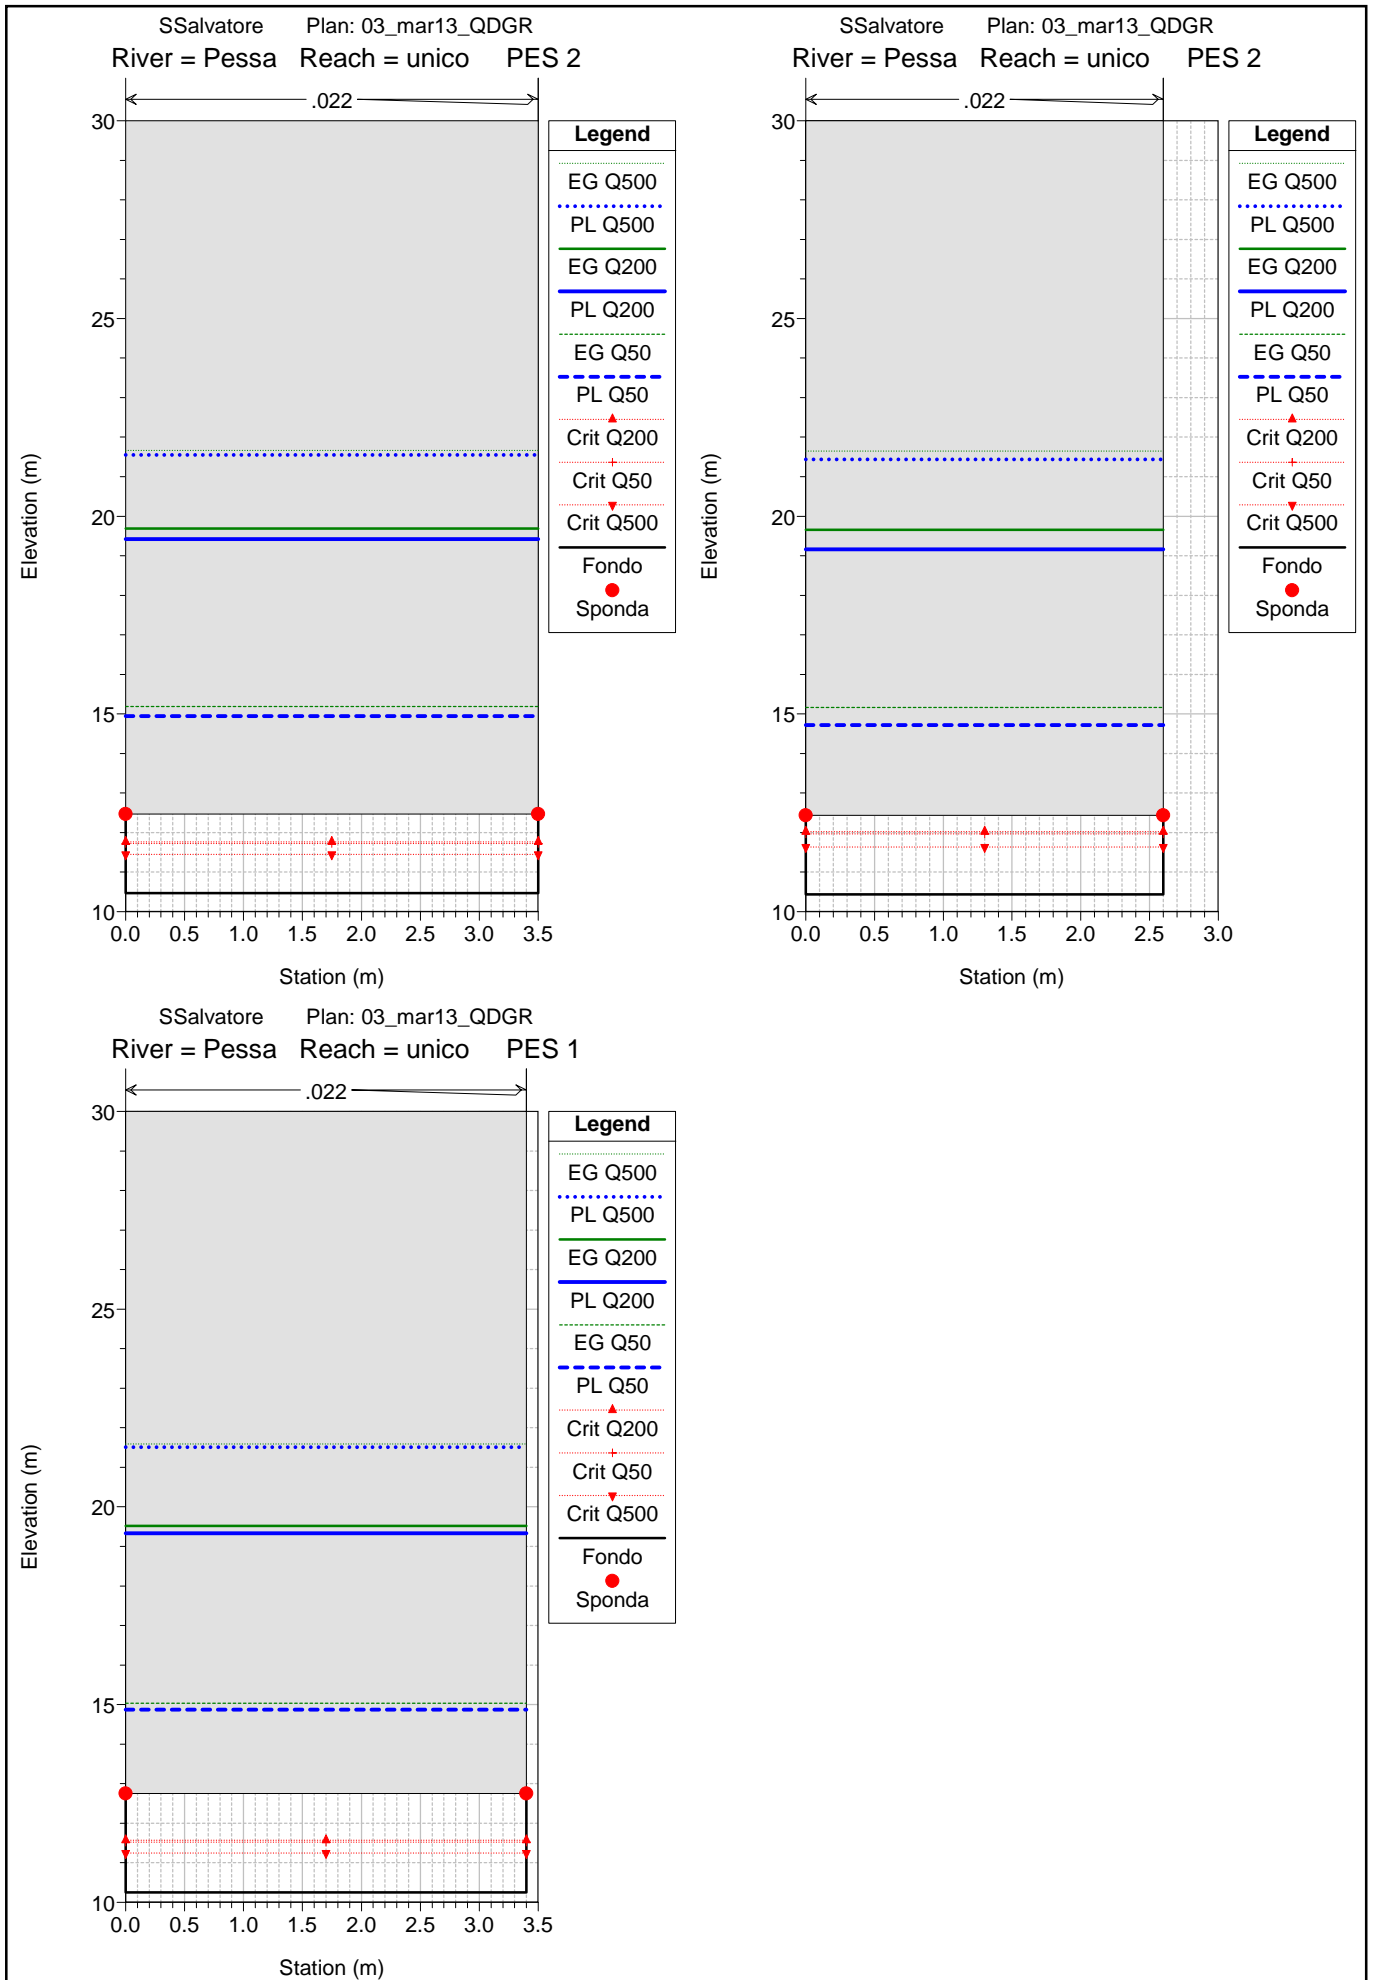 SSalvatore Plan: 03_mar13_QDGR
River = Pessa Reach = unico PES 2
.022
30
25
20
15
10
0.0 0.5 1.0 1.5 2.0 2.5 3.0 3.5
Station (m)
Elevation (m)
Legend
EG Q500
PL Q500
EG Q200
PL Q200
EG Q50
PL Q50
Crit Q200
Crit Q50
Crit Q500
Fondo
Sponda
SSalvatore Plan: 03_mar13_QDGR
River = Pessa Reach = unico PES 2
.022
30
25
20
15
10
0.0 0.5 1.0 1.5 2.0 2.5 3.0
Station (m)
Elevation (m)
Legend
EG Q500
PL Q500
EG Q200
PL Q200
EG Q50
PL Q50
Crit Q200
Crit Q50
Crit Q500
Fondo
Sponda
SSalvatore Plan: 03_mar13_QDGR
River = Pessa Reach = unico PES 1
.022
30
25
20
15
10
0.0 0.5 1.0 1.5 2.0 2.5 3.0 3.5
Station (m)
Elevation (m)
Legend
EG Q500
PL Q500
EG Q200
PL Q200
EG Q50
PL Q50
Crit Q200
Crit Q50
Crit Q500
Fondo
Sponda